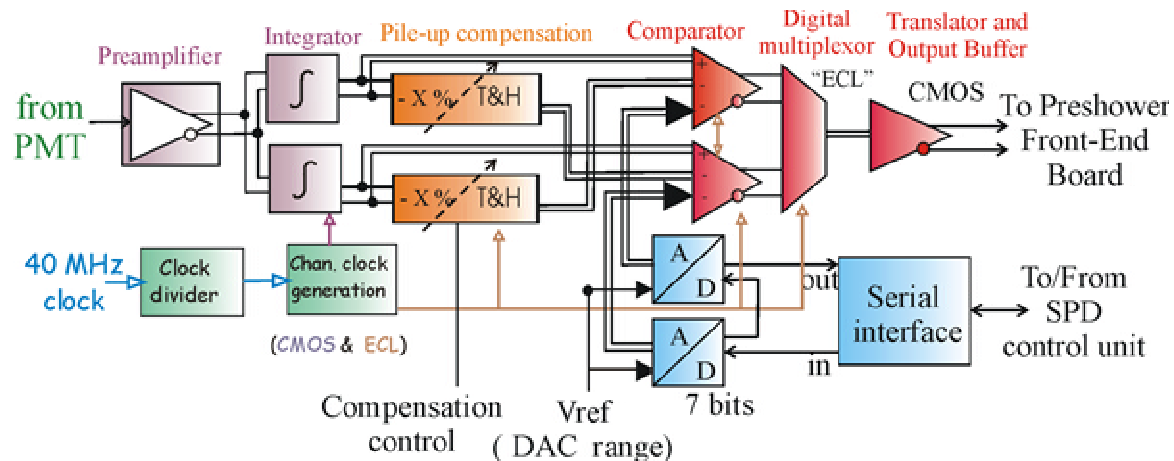 Preamplifier
Integrator
Pile-up compensation
Comparator
Digital
multiplexor
Translator and
Output Buffer
from
PMT
∫
- X % T&H
+
-
"ECL"
CMOS
To Preshower
Front-End
Board
∫
- X % T&H
+
-
40 MHz
clock
Clock
divider
Chan. clock
generation
(CMOS & ECL)
A
D
out
Serial
interface
To/From
SPD
control unit
A
D
in
7 bits
Compensation
control
Vref
( DAC range)